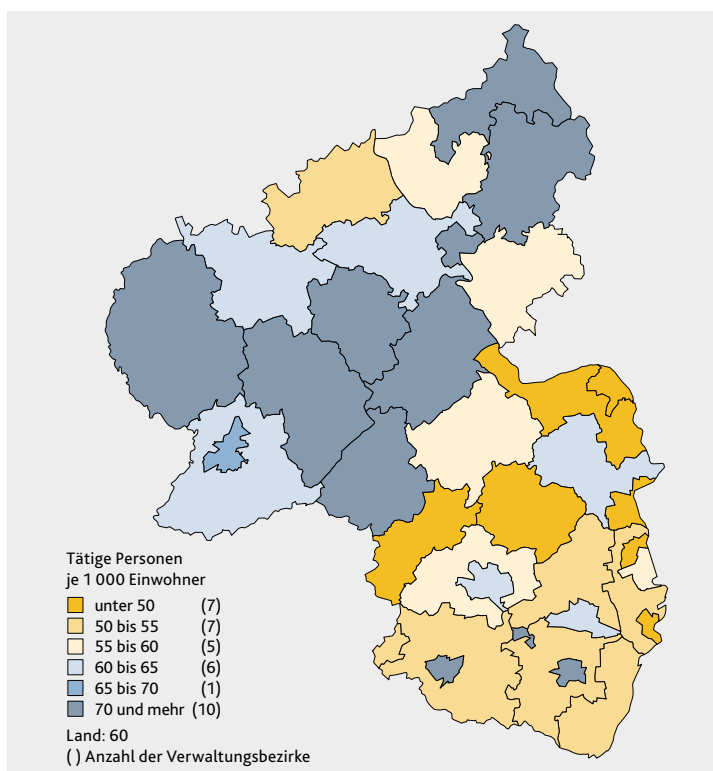 Tätige Personen
je 1 000 Einwohner
unter 50 (7)
50 bis 55 (7)
55 bis 60 (5)
60 bis 65 (6)
65 bis 70 (1)
70 und mehr (10)
Land: 60
( ) Anzahl der Verwaltungsbezirke